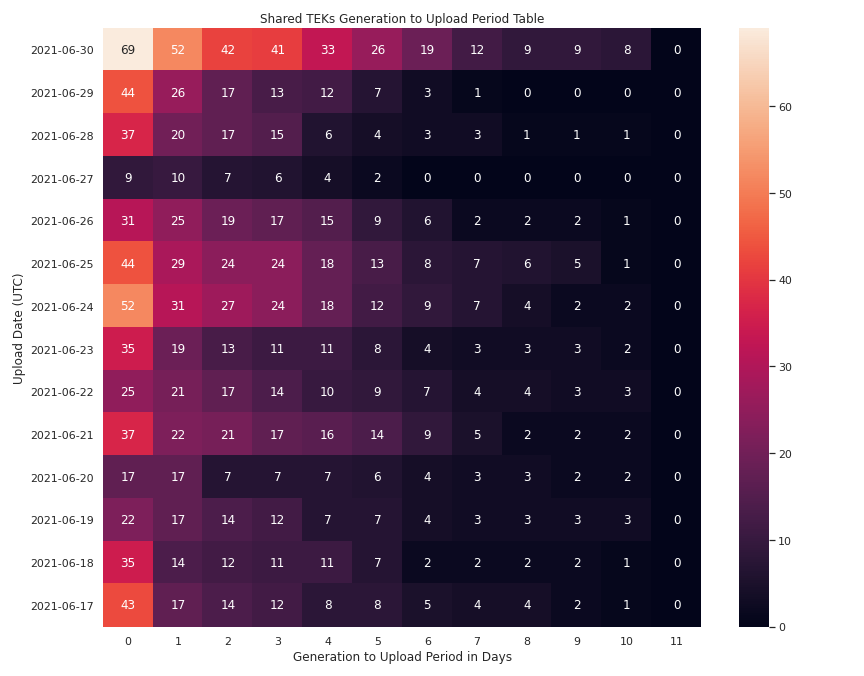 Shared TEKs Generation to Upload Period Table
Upload Date (UTC)
2021-06-30 69 52 42 41 33 26 19 12 9 9 8 0
2021-06-29 44 26 17 13 12 7 3 1 0 0 0 0
2021-06-28 37 20 17 15 6 4 3 3 1 1 1 0
2021-06-27 9 10 7 6 4 2 0 0 0 0 0 0
2021-06-26 31 25 19 17 15 9 6 2 2 2 1 0
2021-06-25 44 29 24 24 18 13 8 7 6 5 1 0
2021-06-24 52 31 27 24 18 12 9 7 4 2 2 0
2021-06-23 35 19 13 11 11 8 4 3 3 3 2 0
2021-06-22 25 21 17 14 10 9 7 4 4 3 3 0
2021-06-21 37 22 21 17 16 14 9 5 2 2 2 0
2021-06-20 17 17 7 7 7 6 4 3 3 2 2 0
2021-06-19 22 17 14 12 7 7 4 3 3 3 3 0
2021-06-18 35 14 12 11 11 7 2 2 2 2 1 0
2021-06-17 43 17 14 12 8 8 5 4 4 2 1 0
0 1 2 3 4 5 6 7 8 9 10 11
Generation to Upload Period in Days
60
50
40
30
20
10
0